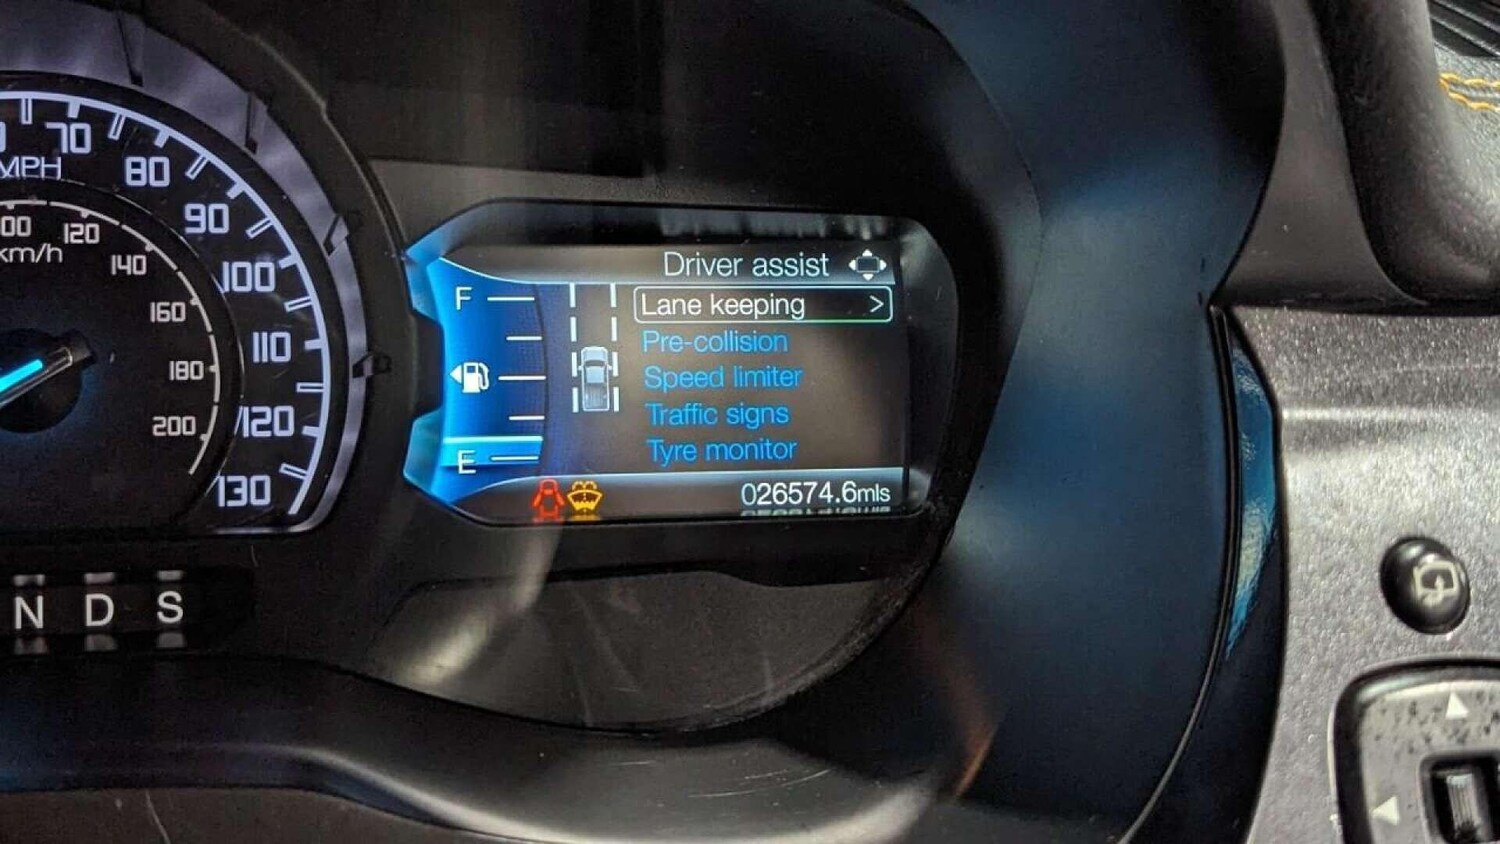 70
MPH
80
90
100
110
120
130
120
km/h
140
160
180
200
N D S
Driver assist
F
Lane keeping >
Pre-collision
Speed limiter
Traffic signs
Tyre monitor
E
026574.6mls